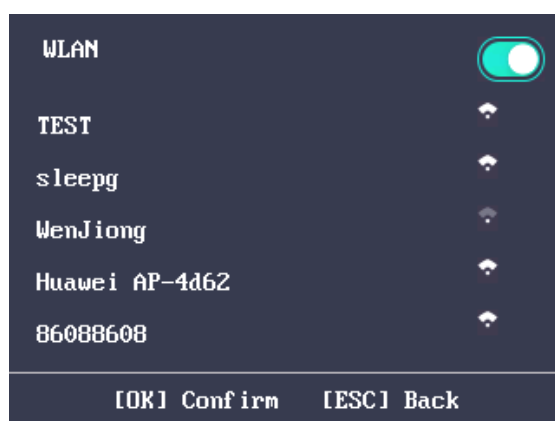 WLAN
TEST
sleepg
WenJiong
Huawei AP-4d62
86088608
[OK] Confirm [ESC] Back